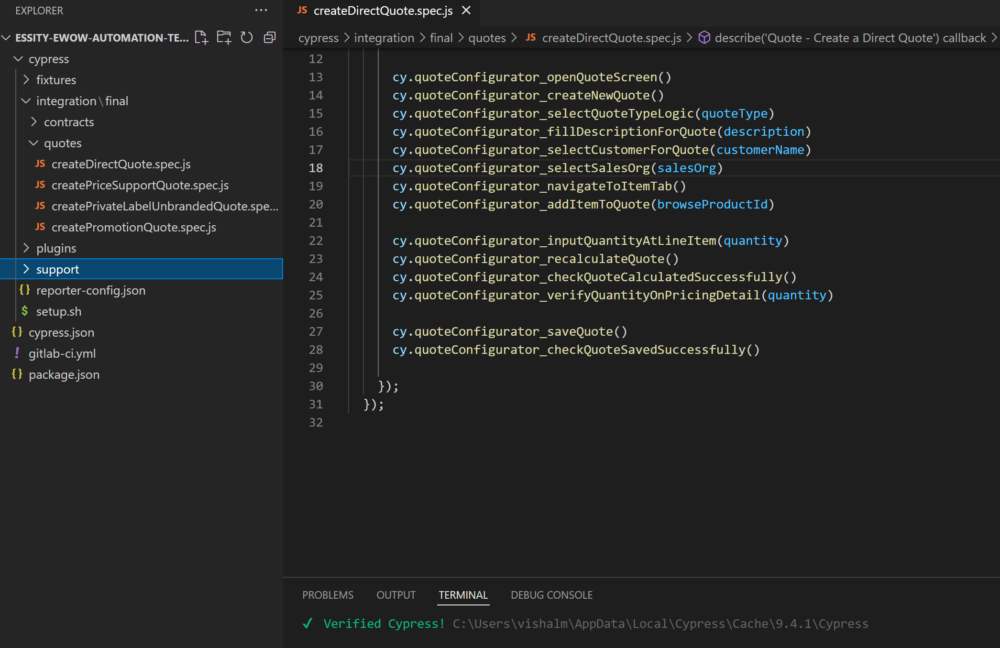 EXPLORER
ESSITY-EWOW-AUTOMATION-TE...
cypress
fixtures
integration\final
contracts
quotes
JS createDirectQuote.spec.js
JS createPriceSupportQuote.spec.js
JS createPrivateLabelUnbrandedQuote.spe...
JS createPromotionQuote.spec.js
plugins
support
{} reporter-config.json
$ setup.sh
{} cypress.json
! gitlab-ci.yml
{} package.json
JS createDirectQuote.spec.js
cypress > integration > final > quotes > JS createDirectQuote.spec.js > describe('Quote - Create a Direct Quote') callback >
12
13 cy.quoteConfigurator_openQuoteScreen()
14 cy.quoteConfigurator_createNewQuote()
15 cy.quoteConfigurator_selectQuoteTypeLogic(quoteType)
16 cy.quoteConfigurator_fillDescriptionForQuote(description)
17 cy.quoteConfigurator_selectCustomerForQuote(customerName)
18 cy.quoteConfigurator_selectSalesOrg(salesOrg)
19 cy.quoteConfigurator_navigateToItemTab()
20 cy.quoteConfigurator_addItemToQuote(browseProductId)
21
22 cy.quoteConfigurator_inputQuantityAtLineItem(quantity)
23 cy.quoteConfigurator_recalculateQuote()
24 cy.quoteConfigurator_checkQuoteCalculatedSuccessfully()
25 cy.quoteConfigurator_verifyQuantityOnPricingDetail(quantity)
26
27 cy.quoteConfigurator_saveQuote()
28 cy.quoteConfigurator_checkQuoteSavedSuccessfully()
29
30 });
31 });
32
PROBLEMS OUTPUT TERMINAL DEBUG CONSOLE
✓ Verified Cypress! C:\Users\vishalm\AppData\Local\Cypress\Cache\9.4.1\Cypress